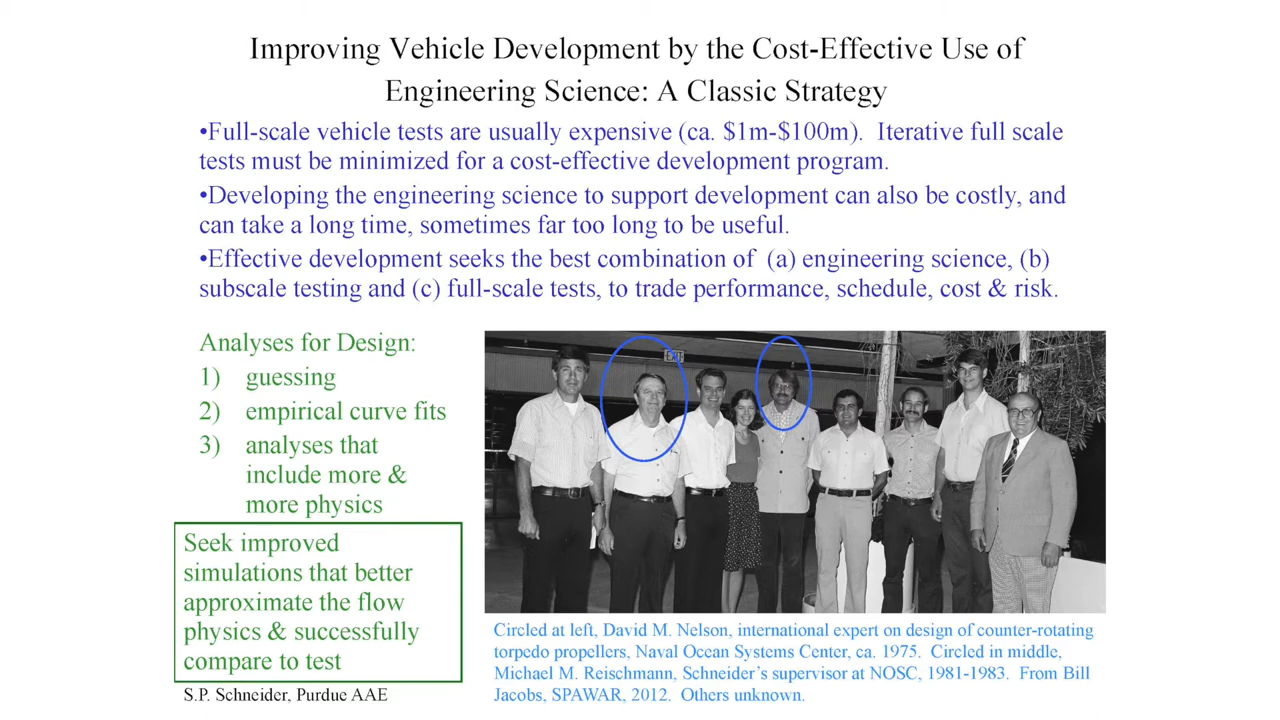 Improving Vehicle Development by the Cost-Effective Use of
Engineering Science: A Classic Strategy
•Full-scale vehicle tests are usually expensive (ca. $1m-$100m).  Iterative full scale
tests must be minimized for a cost-effective development program.
•Developing the engineering science to support development can also be costly, and
can take a long time, sometimes far too long to be useful.
•Effective development seeks the best combination of  (a) engineering science, (b)
subscale testing and (c) full-scale tests, to trade performance, schedule, cost & risk.
Analyses for Design:
1) guessing
2) empirical curve fits
3) analyses that
include more &
more physics
Seek improved
simulations that better
approximate the flow
physics & successfully
compare to test
S.P. Schneider, Purdue AAE
EXIT
Circled at left, David M. Nelson, international expert on design of counter-rotating
torpedo propellers, Naval Ocean Systems Center, ca. 1975.  Circled in middle,
Michael M. Reischmann, Schneider's supervisor at NOSC, 1981-1983.  From Bill
Jacobs, SPAWAR, 2012.  Others unknown.